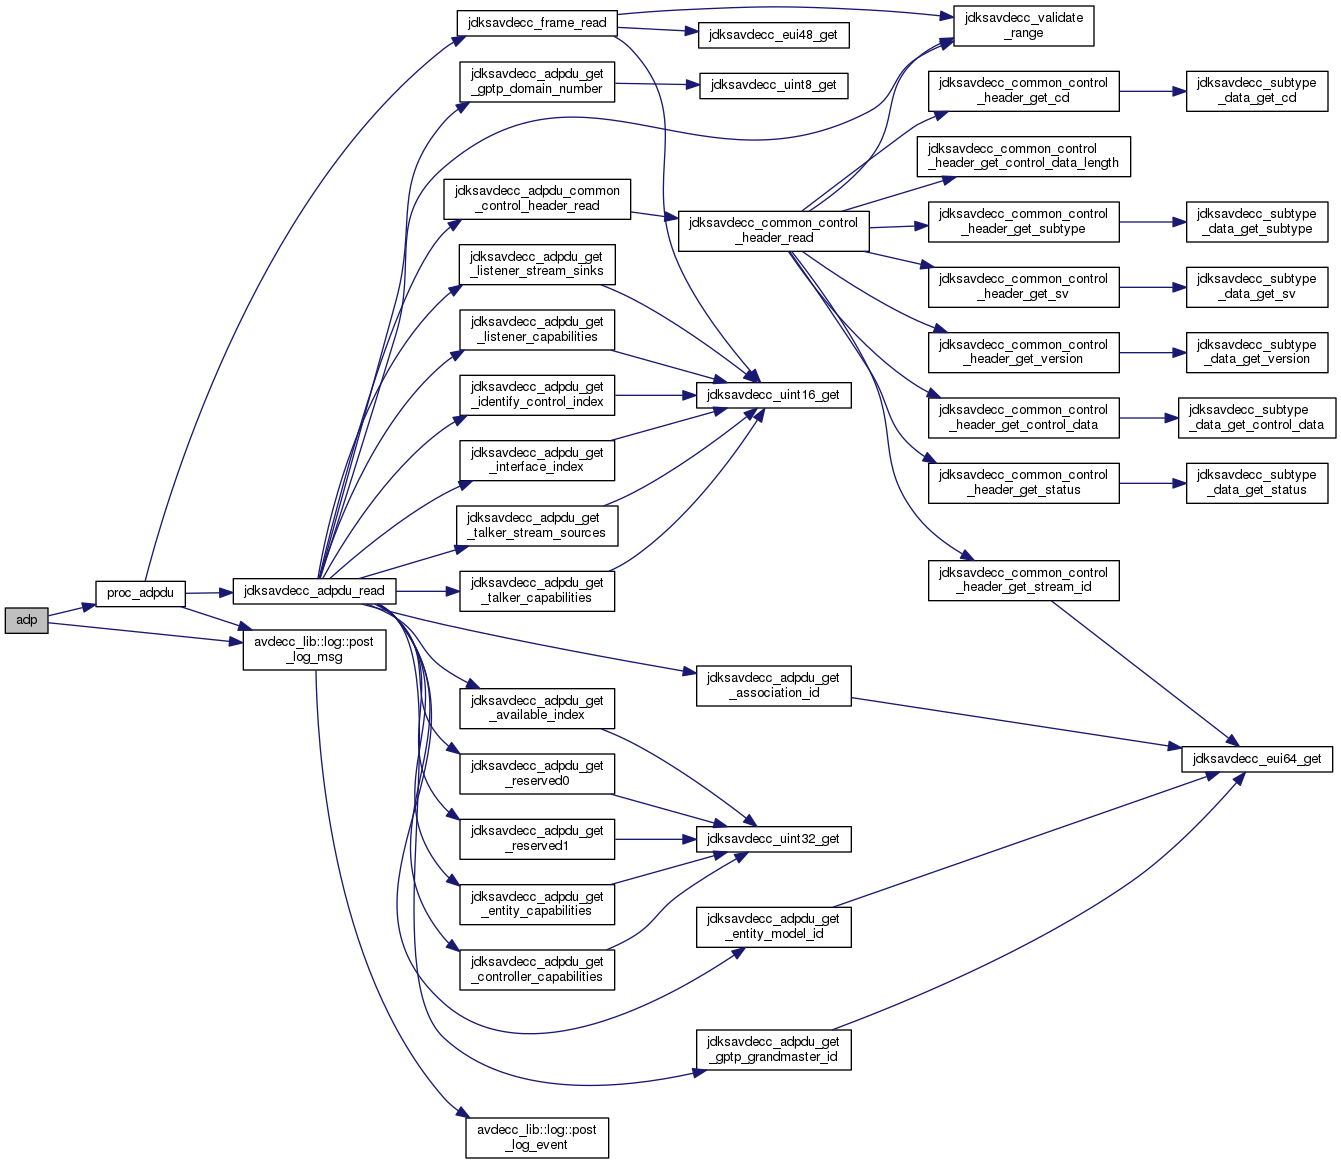 adp
proc_adpdu
jdksavdecc_adpdu_read
avdecc_lib::log::post
_log_msg
jdksavdecc_frame_read
jdksavdecc_adpdu_get
_gptp_domain_number
jdksavdecc_adpdu_common
_control_header_read
jdksavdecc_adpdu_get
_listener_stream_sinks
jdksavdecc_adpdu_get
_listener_capabilities
jdksavdecc_adpdu_get
_identify_control_index
jdksavdecc_adpdu_get
_interface_index
jdksavdecc_adpdu_get
_talker_stream_sources
jdksavdecc_adpdu_get
_talker_capabilities
jdksavdecc_adpdu_get
_available_index
jdksavdecc_adpdu_get
_reserved0
jdksavdecc_adpdu_get
_reserved1
jdksavdecc_adpdu_get
_entity_capabilities
jdksavdecc_adpdu_get
_controller_capabilities
avdecc_lib::log::post
_log_event
jdksavdecc_eui48_get
jdksavdecc_uint8_get
jdksavdecc_common_control
_header_read
jdksavdecc_uint16_get
jdksavdecc_adpdu_get
_association_id
jdksavdecc_uint32_get
jdksavdecc_adpdu_get
_entity_model_id
jdksavdecc_adpdu_get
_gptp_grandmaster_id
jdksavdecc_validate
_range
jdksavdecc_common_control
_header_get_cd
jdksavdecc_common_control
_header_get_control_data_length
jdksavdecc_common_control
_header_get_subtype
jdksavdecc_common_control
_header_get_sv
jdksavdecc_common_control
_header_get_version
jdksavdecc_common_control
_header_get_control_data
jdksavdecc_common_control
_header_get_status
jdksavdecc_common_control
_header_get_stream_id
jdksavdecc_subtype
_data_get_cd
jdksavdecc_subtype
_data_get_subtype
jdksavdecc_subtype
_data_get_sv
jdksavdecc_subtype
_data_get_version
jdksavdecc_subtype
_data_get_control_data
jdksavdecc_subtype
_data_get_status
jdksavdecc_eui64_get